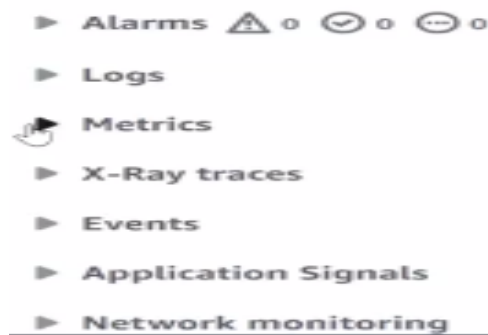 Alarms 0 0 0
Logs
Metrics
X-Ray traces
Events
Application Signals
Network monitoring